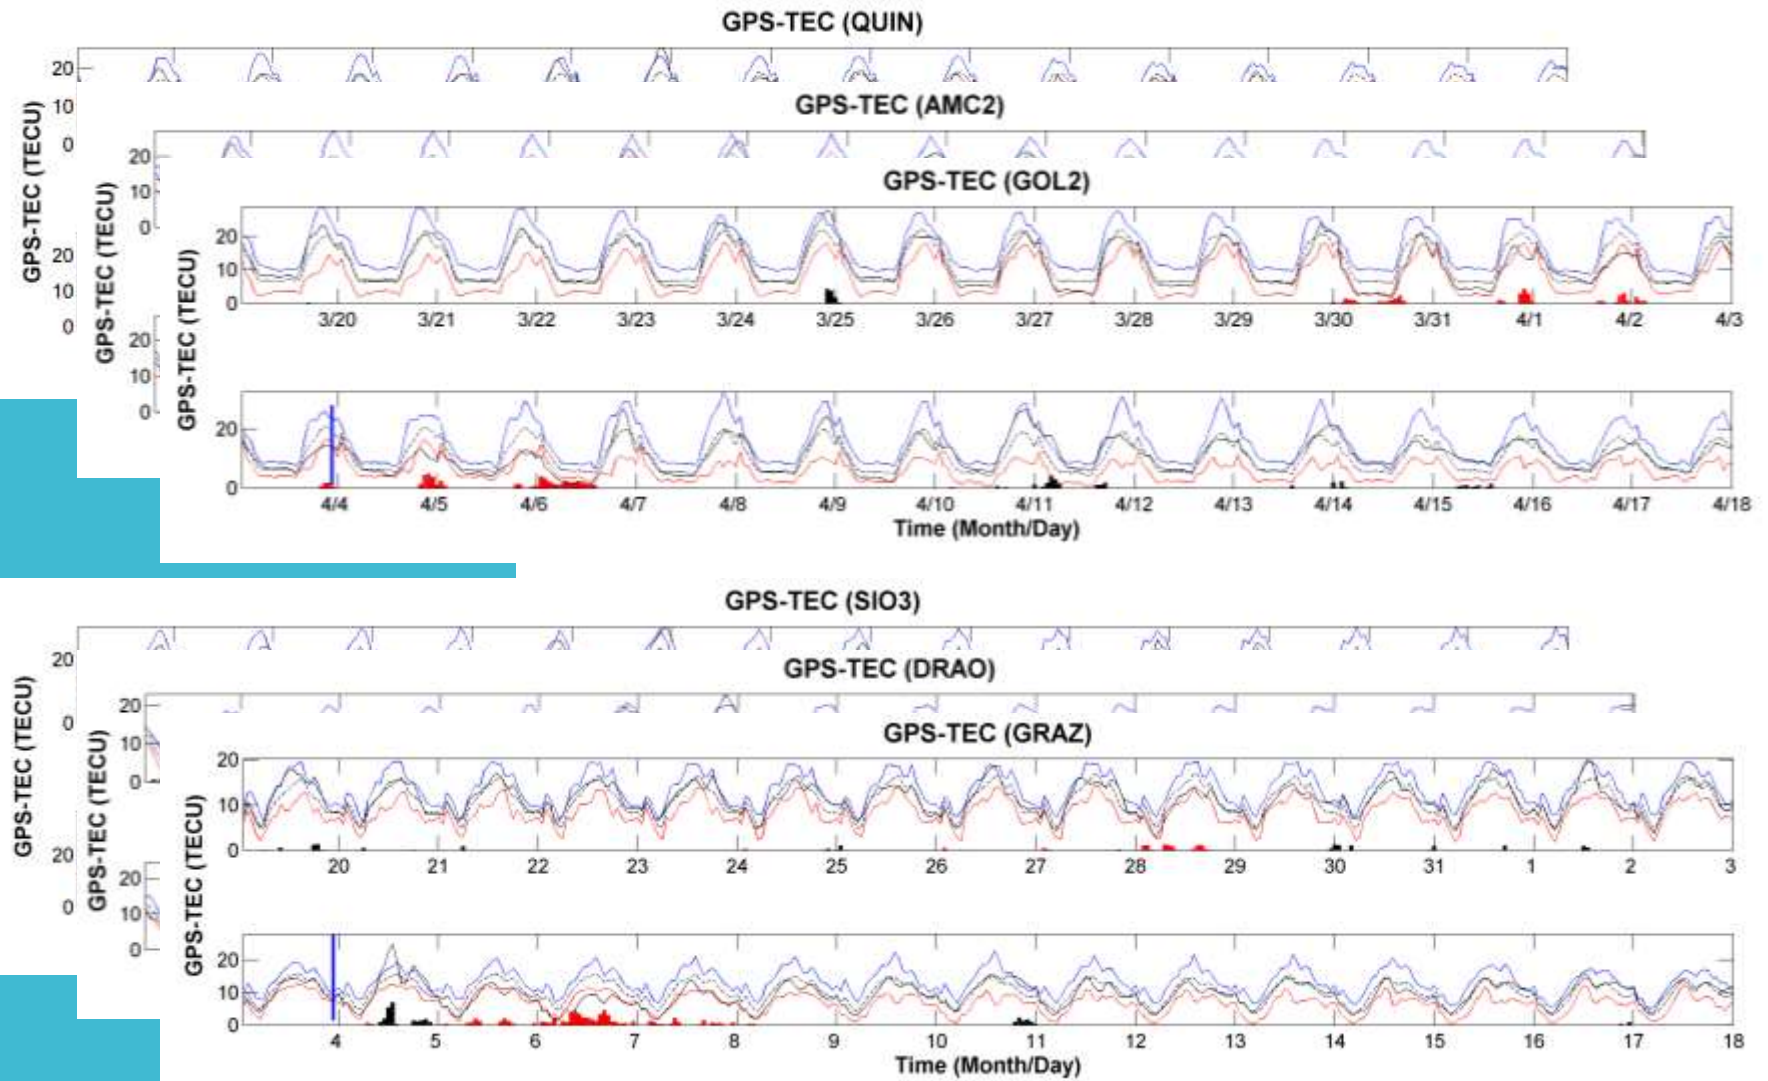 GPS-TEC (QUIN)
20
10
0
20
10
0
GPS-TEC (TECU)
GPS-TEC (AMC2)
20
10
0
20
10
0
GPS-TEC (TECU)
GPS-TEC (GOL2)
20
10
0
3/20 3/21 3/22 3/23 3/24 3/25 3/26 3/27 3/28 3/29 3/30 3/31 4/1 4/2 4/3
GPS-TEC (TECU)
20
0
4/4 4/5 4/6 4/7 4/8 4/9 4/10 4/11 4/12 4/13 4/14 4/15 4/16 4/17 4/18
Time (Month/Day)
GPS-TEC (SIO3)
20
0
20
0
GPS-TEC (TECU)
GPS-TEC (DRAO)
20
10
0
20
10
0
GPS-TEC (TECU)
GPS-TEC (GRAZ)
20
10
0
20 21 22 23 24 25 26 27 28 29 30 31 1 2 3
GPS-TEC (TECU)
20
10
0
4 5 6 7 8 9 10 11 12 13 14 15 16 17 18
Time (Month/Day)